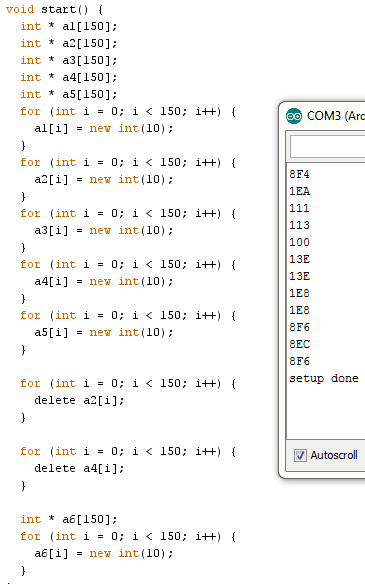 void start() {
int * a1[150];
int * a2[150];
int * a3[150];
int * a4[150];
int * a5[150];
for (int i = 0; i < 150; i++) {
a1[i] = new int(10);
}
for (int i = 0; i < 150; i++) {
a2[i] = new int(10);
}
for (int i = 0; i < 150; i++) {
a3[i] = new int(10);
}
for (int i = 0; i < 150; i++) {
a4[i] = new int(10);
}
for (int i = 0; i < 150; i++) {
a5[i] = new int(10);
}
for (int i = 0; i < 150; i++) {
delete a2[i];
}
for (int i = 0; i < 150; i++) {
delete a4[i];
}
int * a6[150];
for (int i = 0; i < 150; i++) {
a6[i] = new int(10);
}
COM3 (Ard
8F4
1EA
111
113
100
13E
13E
1E8
1E8
8F6
8EC
8F6
setup done
Autoscroll